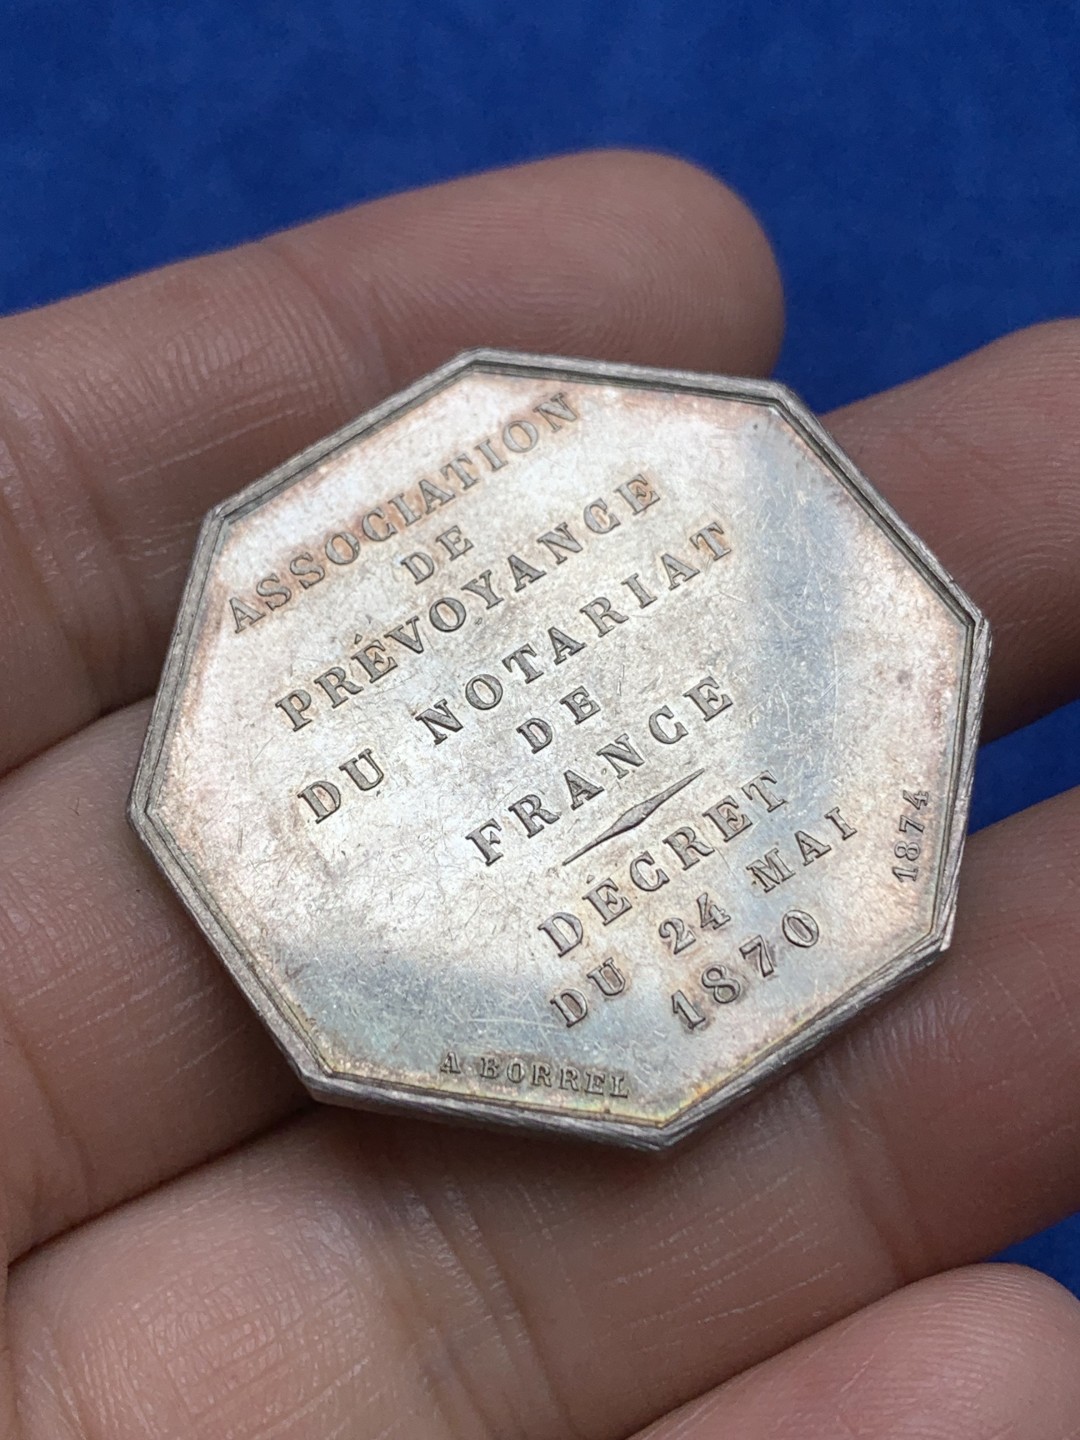 ASSOCIATION
DE
PRÉVOYANCE
DU NOTARIAT
DE
FRANCE
DÉCRET
DU 24 MAI
1870
A BORREL
1874